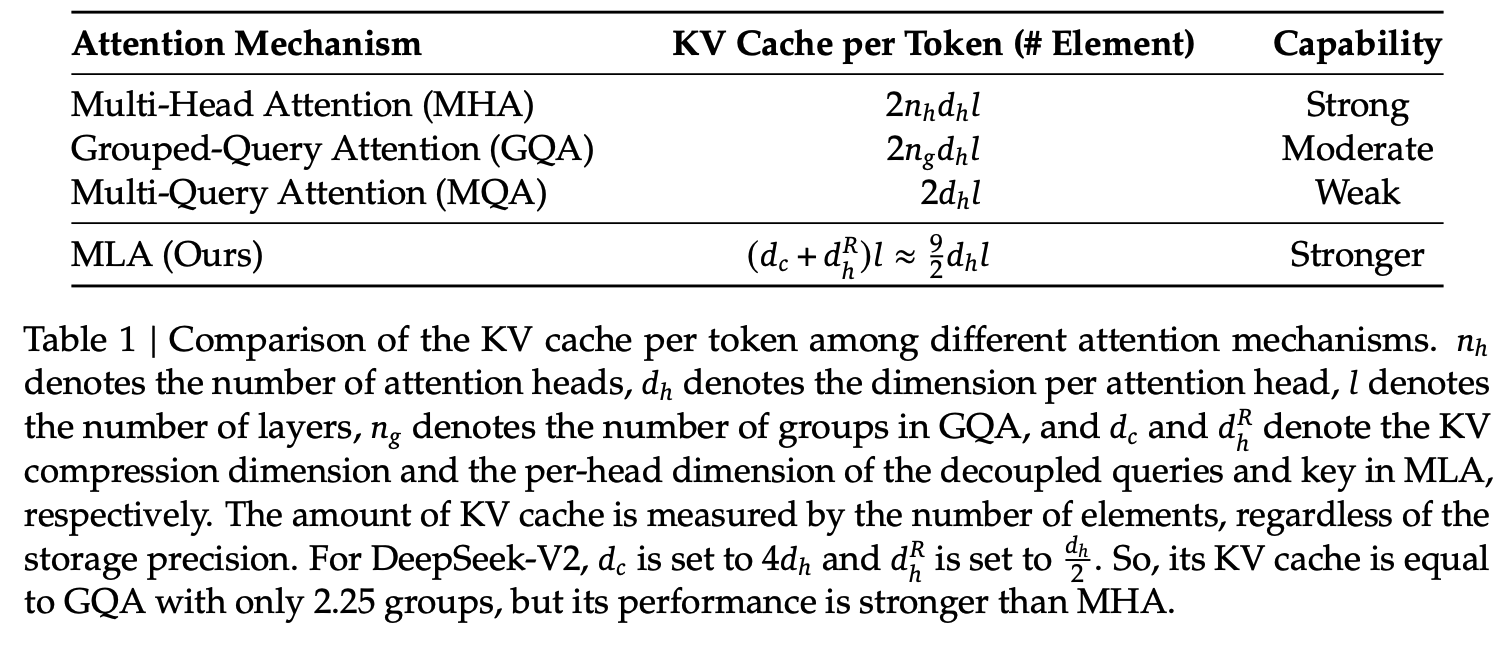 Attention Mechanism KV Cache per Token (# Element) Capability
Multi-Head Attention (MHA) 2n_h d_h l Strong
Grouped-Query Attention (GQA) 2n_g d_h l Moderate
Multi-Query Attention (MQA) 2d_h l Weak
MLA (Ours) (d_c + d_h^R)l ≈ 9/2 d_h l Stronger
Table 1 | Comparison of the KV cache per token among different attention mechanisms. n_h
denotes the number of attention heads, d_h denotes the dimension per attention head, l denotes
the number of layers, n_g denotes the number of groups in GQA, and d_c and d_h^R denote the KV
compression dimension and the per-head dimension of the decoupled queries and key in MLA,
respectively. The amount of KV cache is measured by the number of elements, regardless of the
storage precision. For DeepSeek-V2, d_c is set to 4d_h and d_h^R is set to d_h/2. So, its KV cache is equal
to GQA with only 2.25 groups, but its performance is stronger than MHA.